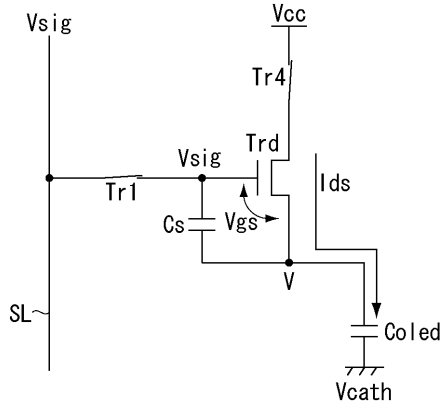 Vsig
Vcc
Tr4
Trd
Vsig
Ids
Tr1
Cs
Vgs
V
SL
Coled
Vcath